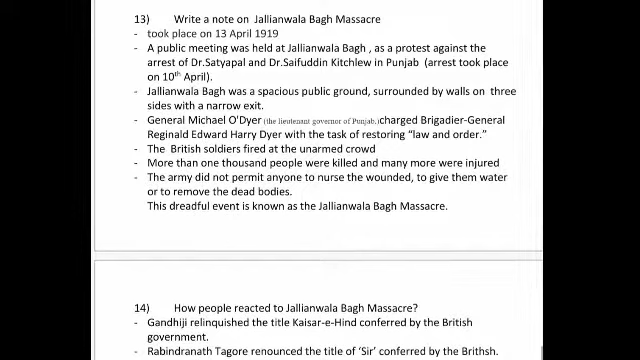 13) Write a note on Jallianwala Bagh Massacre
- took place on 13 April 1919
- A public meeting was held at Jallianwala Bagh , as a protest against the
arrest of Dr.Satyapal and Dr.Saifuddin Kitchlew in Punjab (arrest took place
on 10th April).
- Jallianwala Bagh was a spacious public ground, surrounded by walls on three
sides with a narrow exit.
- General Michael O'Dyer (the lieutenant governor of Punjab.)charged Brigadier-General
Reginald Edward Harry Dyer with the task of restoring "law and order."
- The British soldiers fired at the unarmed crowd
- More than one thousand people were killed and many more were injured
- The army did not permit anyone to nurse the wounded, to give them water
or to remove the dead bodies.
This dreadful event is known as the Jallianwala Bagh Massacre.
14) How people reacted to Jallianwala Bagh Massacre?
- Gandhiji relinquished the title Kaisar-e-Hind conferred by the British
government.
- Rabindranath Tagore renounced the title of 'Sir' conferred by the Brithsh.